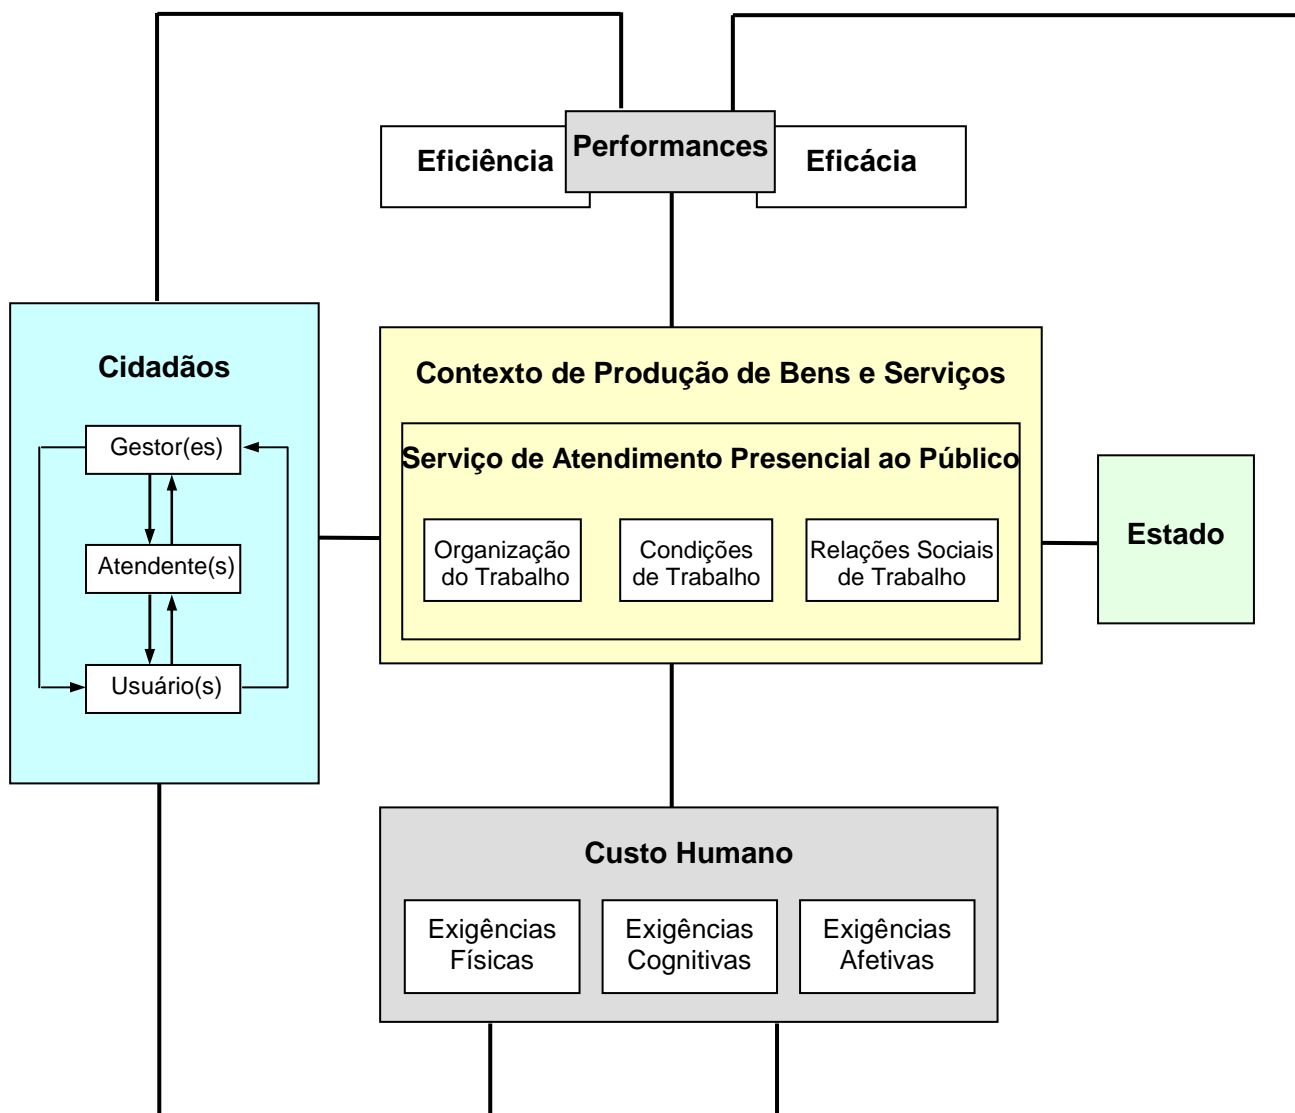 Performances
Eficiência
Eficácia
Cidadãos
Gestor(es)
Atendente(s)
Usuário(s)
Contexto de Produção de Bens e Serviços
Serviço de Atendimento Presencial ao Público
Organização
do Trabalho
Condições
de Trabalho
Relações Sociais
de Trabalho
Estado
Custo Humano
Exigências
Físicas
Exigências
Cognitivas
Exigências
Afetivas